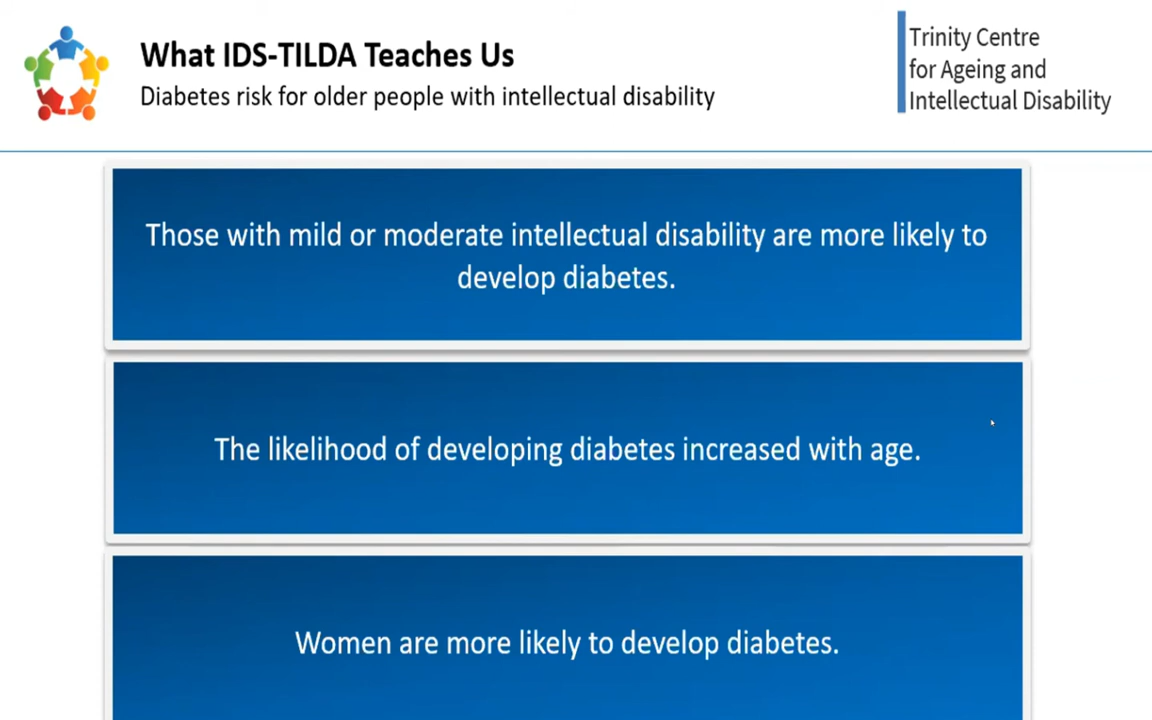 What IDS-TILDA Teaches Us
Diabetes risk for older people with intellectual disability
Trinity Centre
for Ageing and
Intellectual Disability
Those with mild or moderate intellectual disability are more likely to
develop diabetes.
The likelihood of developing diabetes increased with age.
Women are more likely to develop diabetes.